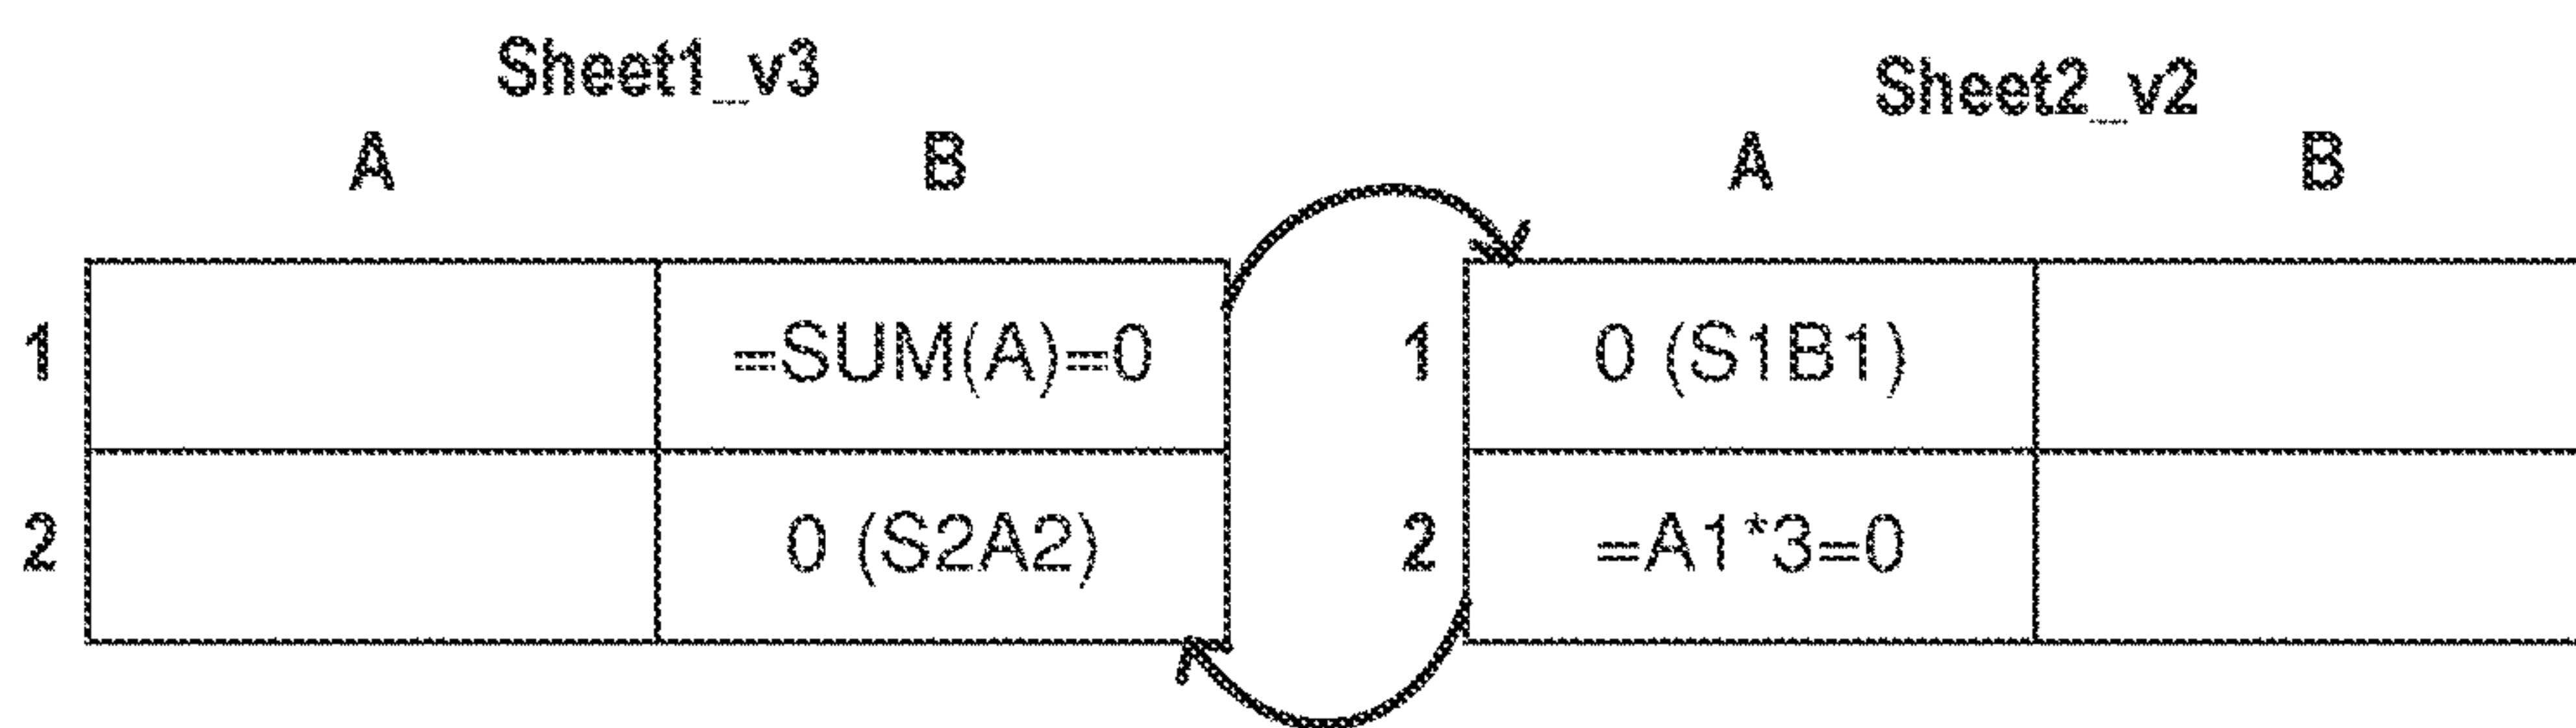 Sheet1_v3 Sheet2_v2
A B A B
1 =SUM(A)=0 1 0 (S1B1)
2 0 (S2A2) 2 =A1*3=0